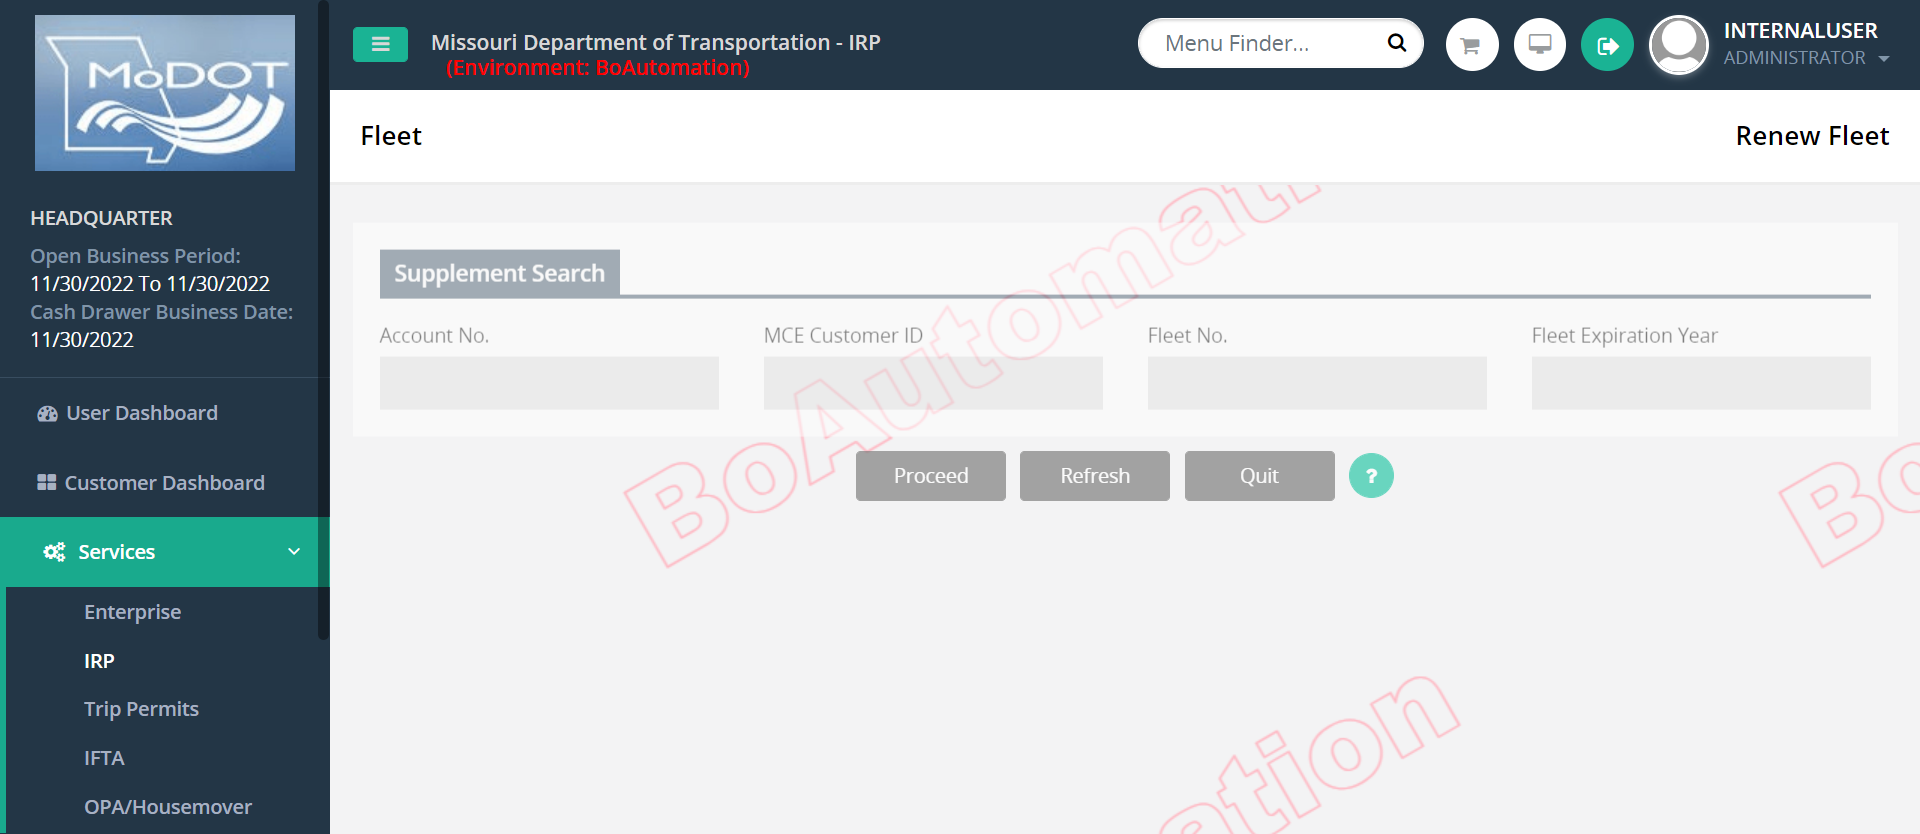 MoDOT
Missouri Department of Transportation - IRP
(Environment: BoAutomation)
Menu Finder...
INTERNALUSER
ADMINISTRATOR
HEADQUARTER
Open Business Period:
11/30/2022 To 11/30/2022
Cash Drawer Business Date:
11/30/2022
User Dashboard
Customer Dashboard
Services
Enterprise
IRP
Trip Permits
IFTA
OPA/Housemover
Fleet
Renew Fleet
Supplement Search
Account No.
MCE Customer ID
Fleet No.
Fleet Expiration Year
Proceed
Refresh
Quit
?
BoAutomati
Bo
ation